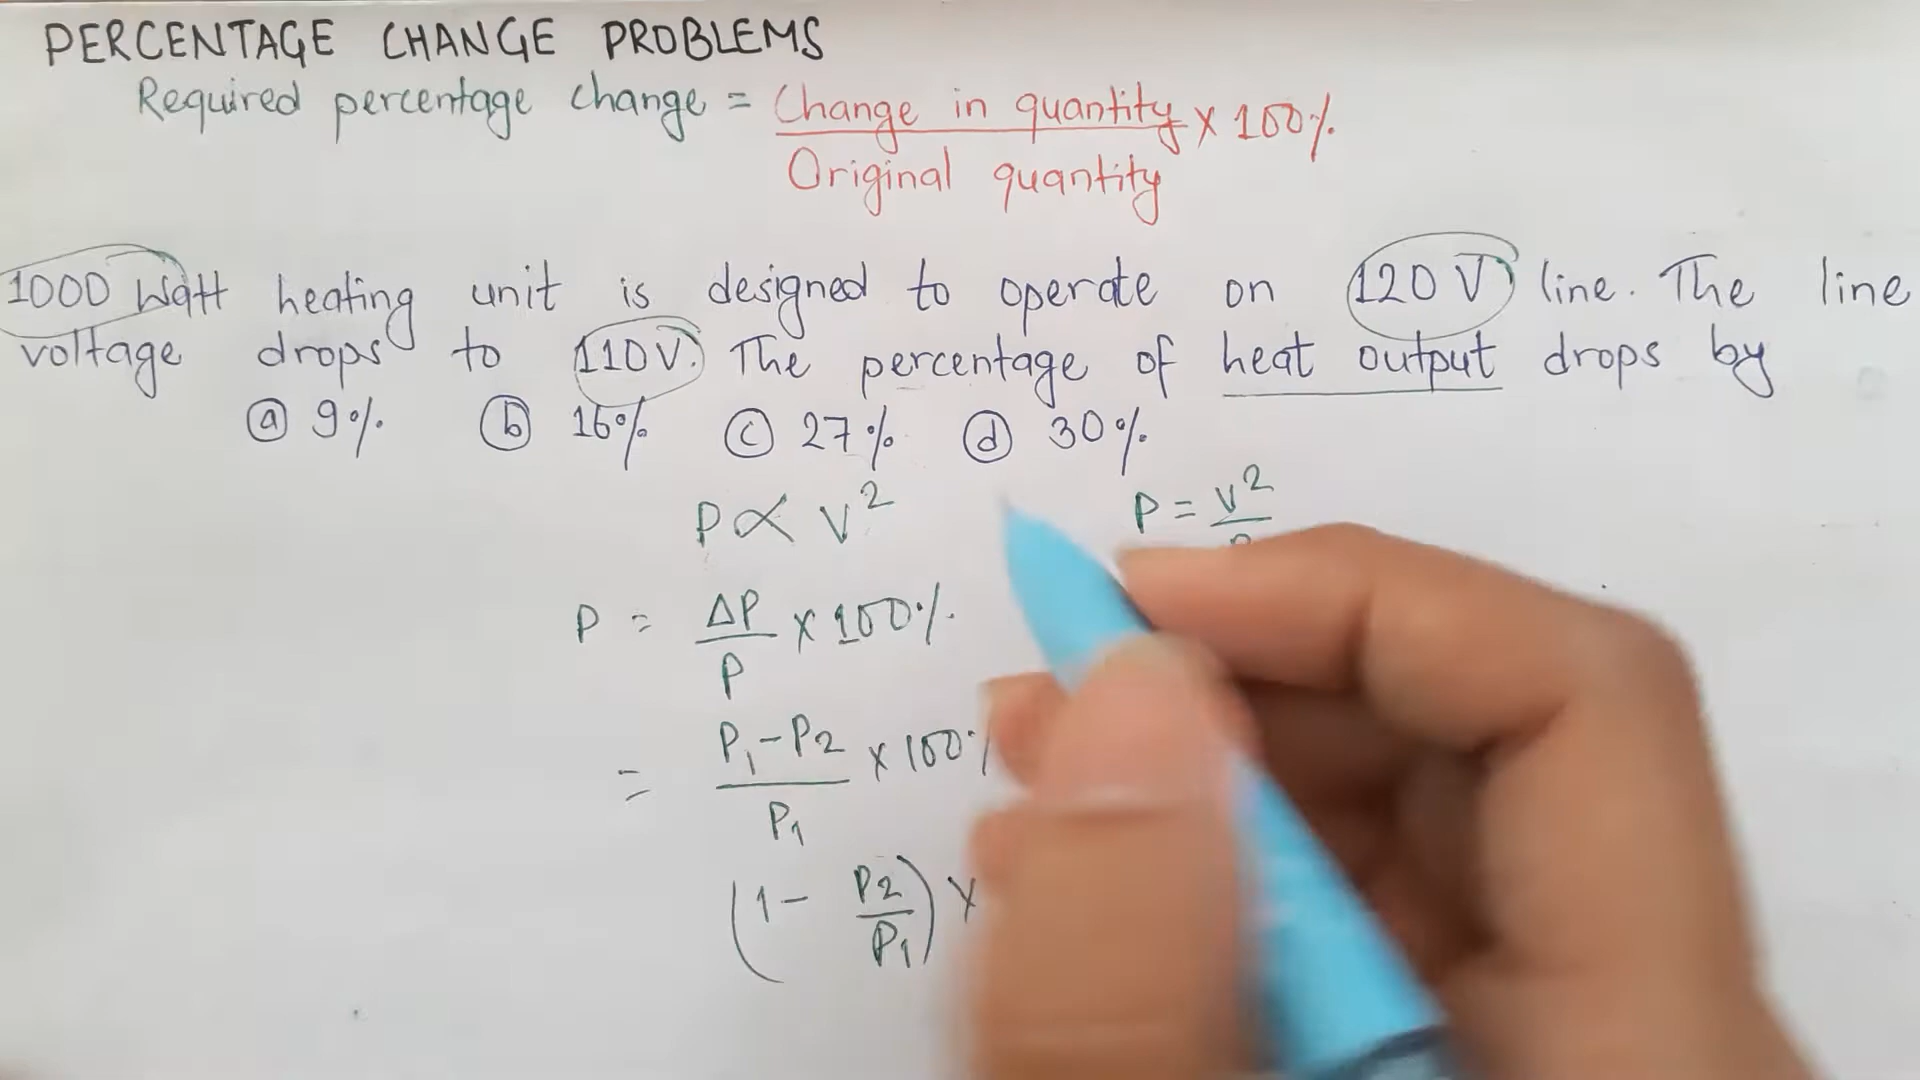 PERCENTAGE CHANGE PROBLEMS
Required percentage change = Change in quantity × 100%
Original quantity
1000 Watt heating unit is designed to operate on 120 V line. The line
voltage drops to 110V. The percentage of heat output drops by
ⓐ 9% ⓑ 16% ⓒ 27% ⓓ 30%
P ∝ V² P = V²
P = ΔP × 100%
P
= P₁ - P₂ × 100%
P₁
(1 - P₂/P₁) ×